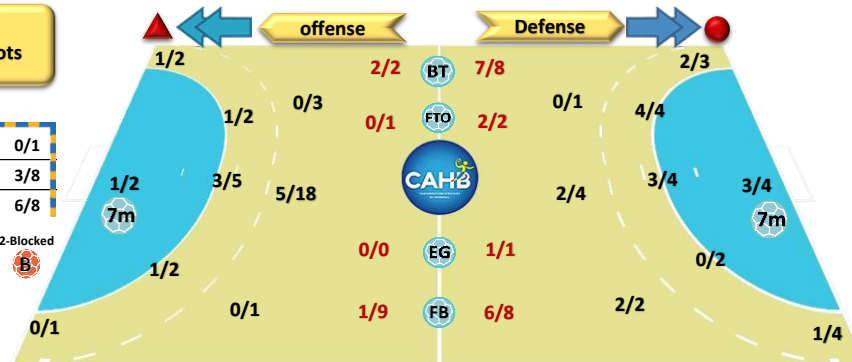 offense
Defense
ots
1/2
2/2
BT
7/8
2/3
0/3
0/1
1/2
4/4
0/1
FTO
2/2
0/1
3/8
6/8
1/2
3/5
5/18
CAHB
2/4
3/4
3/4
7m
7m
2-Blocked
B
0/0
EG
1/1
1/2
0/2
0/1
1/9
FB
6/8
2/2
0/1
1/4